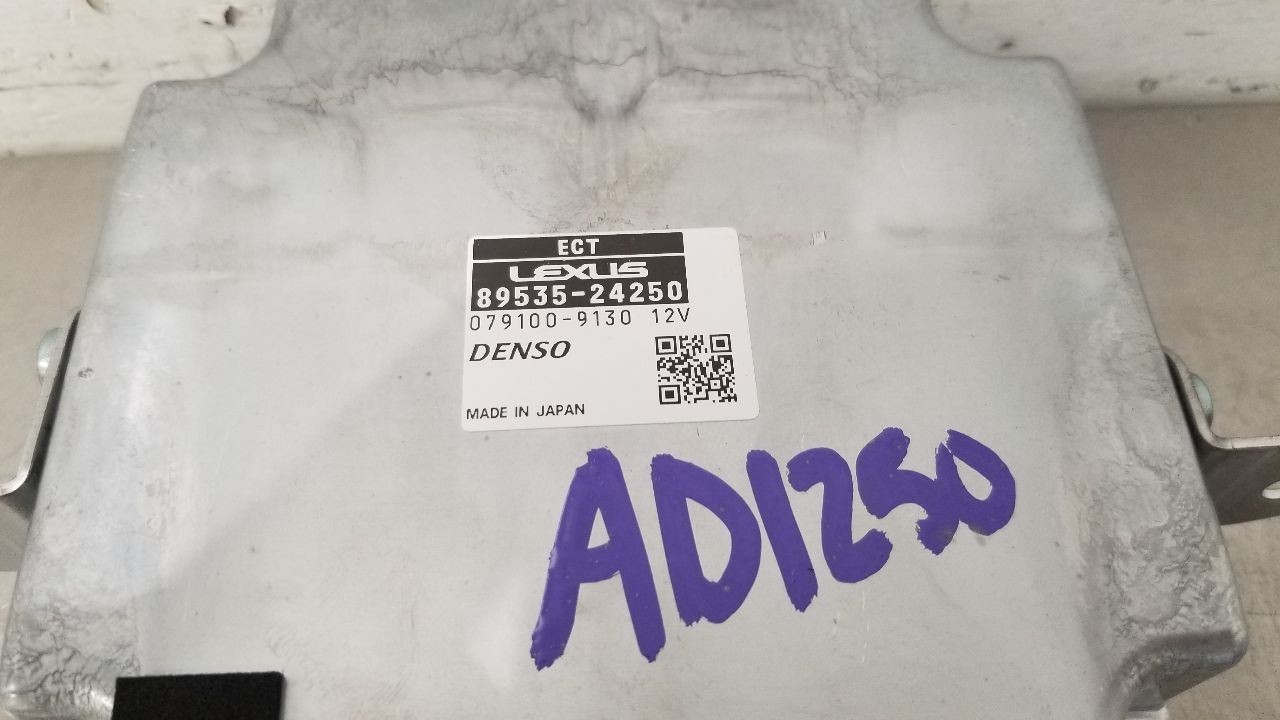 ECT
LEXUS
89535-24250
079100-9130 12V
DENSO
MADE IN JAPAN
AD1250